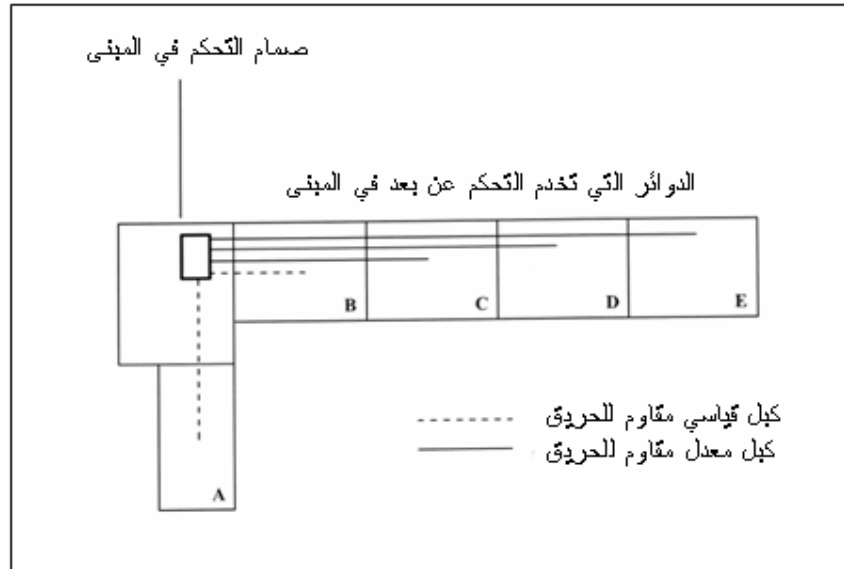 صمام التحكم في المبنى
الدوائر التي تخدم التحكم عن بعد في المبنى
B C D E
كبل قياسي مقاوم للحريق
كبل معدل مقاوم للحريق
A